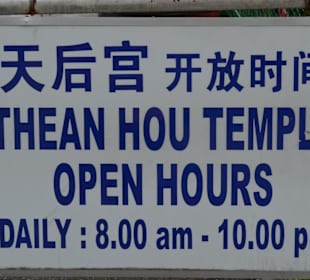 天后宫 开放时间
THEAN HOU TEMPL
OPEN HOURS
DAILY : 8.00 am - 10.00 p